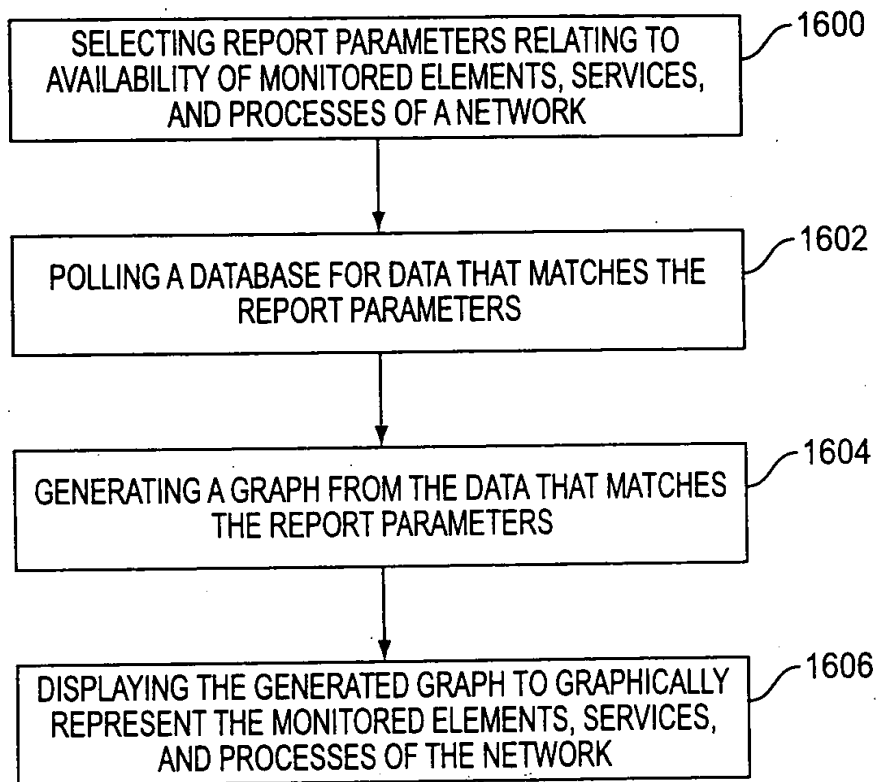 SELECTING REPORT PARAMETERS RELATING TO
AVAILABILITY OF MONITORED ELEMENTS, SERVICES,
AND PROCESSES OF A NETWORK
1600
POLLING A DATABASE FOR DATA THAT MATCHES THE
REPORT PARAMETERS
1602
GENERATING A GRAPH FROM THE DATA THAT MATCHES
THE REPORT PARAMETERS
1604
DISPLAYING THE GENERATED GRAPH TO GRAPHICALLY
REPRESENT THE MONITORED ELEMENTS, SERVICES,
AND PROCESSES OF THE NETWORK
1606